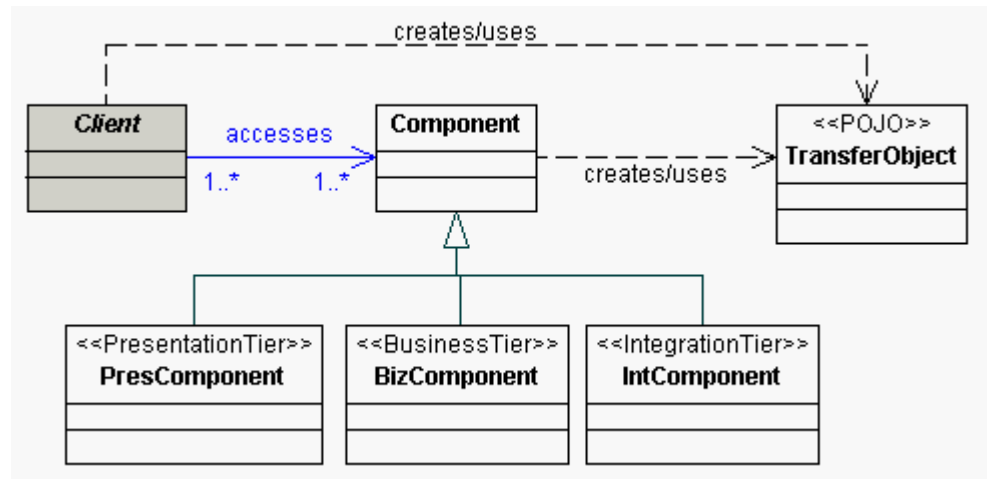 creates/uses
Client
accesses
1..*
1..*
Component
creates/uses
<<POJO>>
TransferObject
<<PresentationTier>>
PresComponent
<<BusinessTier>>
BizComponent
<<IntegrationTier>>
IntComponent